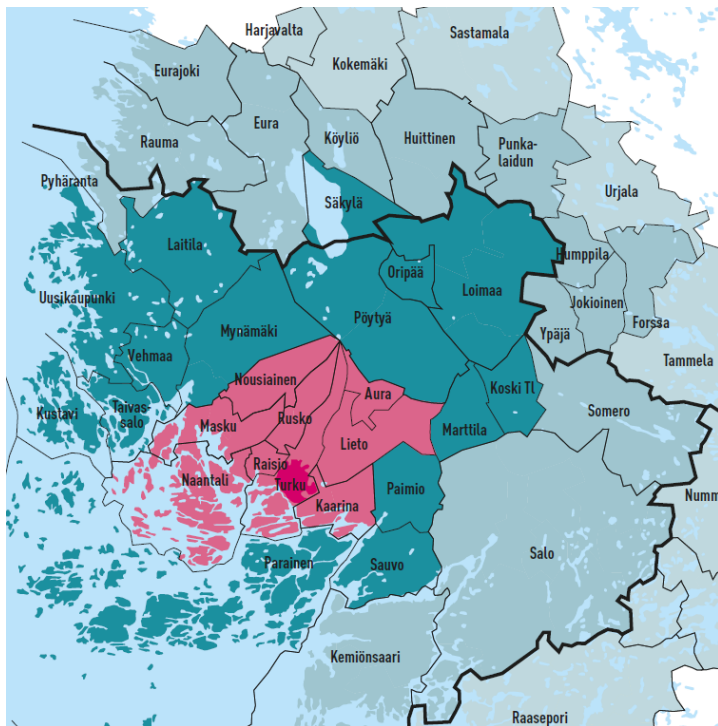 Harjavalta
Sastamala
Kokemäki
Eurajoki
Eura
Köyliö
Huittinen
Rauma
Punka-
laidun
Pyhäranta
Urjala
Säkylä
Laitila
Humppila
Oripää
Loimaa
Uusikaupunki
Jokioinen
Pöytyä
Forssa
Mynämäki
Ypäjä
Vehmaa
Tammela
Nousiainen
Aura
Koski Tl
Kustavi
Taivas-
salo
Somero
Masku
Rusko
Marttila
Lieto
Raisio
Naantali
Turku
Paimio
Numm
Kaarina
Salo
Parainen
Sauvo
Kemiönsaari
Raasepori